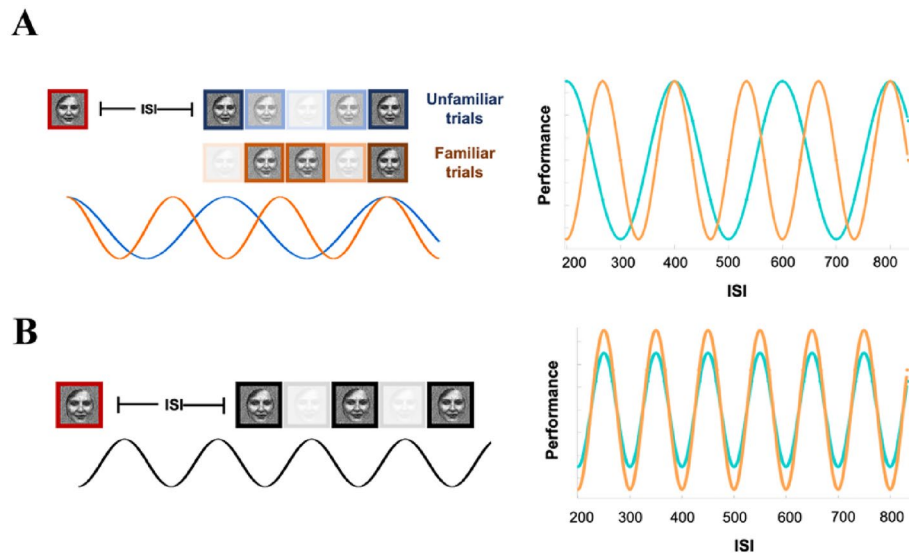 A
ISI
Unfamiliar
trials
Familiar
trials
Performance
200 300 400 500 600 700 800
ISI
B
ISI
Performance
200 300 400 500 600 700 800
ISI